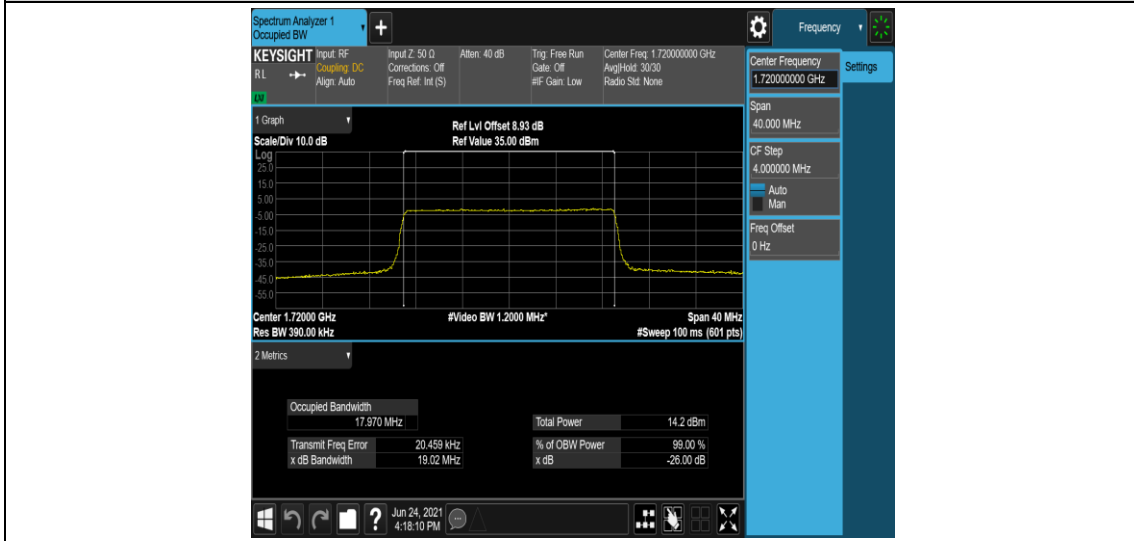 Spectrum Analyzer 1
Occupied BW
+
Frequency
KEYSIGHT
RL
Input: RF
Coupling: DC
Align: Auto
Input Z: 50 Ω
Corrections: Off
Freq Ref: Int (S)
Atten: 40 dB
Trig: Free Run
Gate: Off
#IF Gain: Low
Center Freq: 1.720000000 GHz
Avg|Hold: 30/30
Radio Std: None
LXI
Center Frequency
1.720000000 GHz
Settings
Span
40.000 MHz
CF Step
4.000000 MHz
Auto
Man
Freq Offset
0 Hz
1 Graph
Scale/Div 10.0 dB
Ref Lvl Offset 8.93 dB
Ref Value 35.00 dBm
Log
25.0
15.0
5.00
-5.00
-15.0
-25.0
-35.0
-45.0
-55.0
Center 1.72000 GHz
#Video BW 1.2000 MHz*
Span 40 MHz
Res BW 390.00 kHz
#Sweep 100 ms (601 pts)
2 Metrics
Occupied Bandwidth
17.970 MHz
Total Power 14.2 dBm
Transmit Freq Error 20.459 kHz
% of OBW Power 99.00 %
x dB Bandwidth 19.02 MHz
x dB -26.00 dB
?
Jun 24, 2021
4:18:10 PM